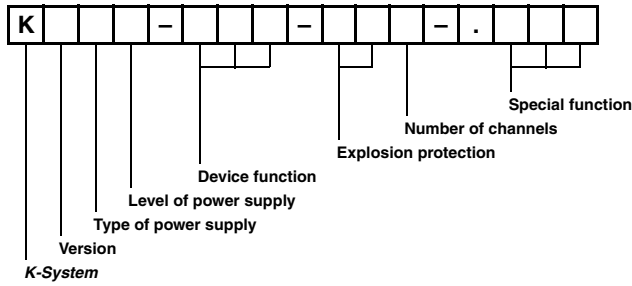 K – – – .
Special function
Number of channels
Explosion protection
Device function
Level of power supply
Type of power supply
Version
K-System